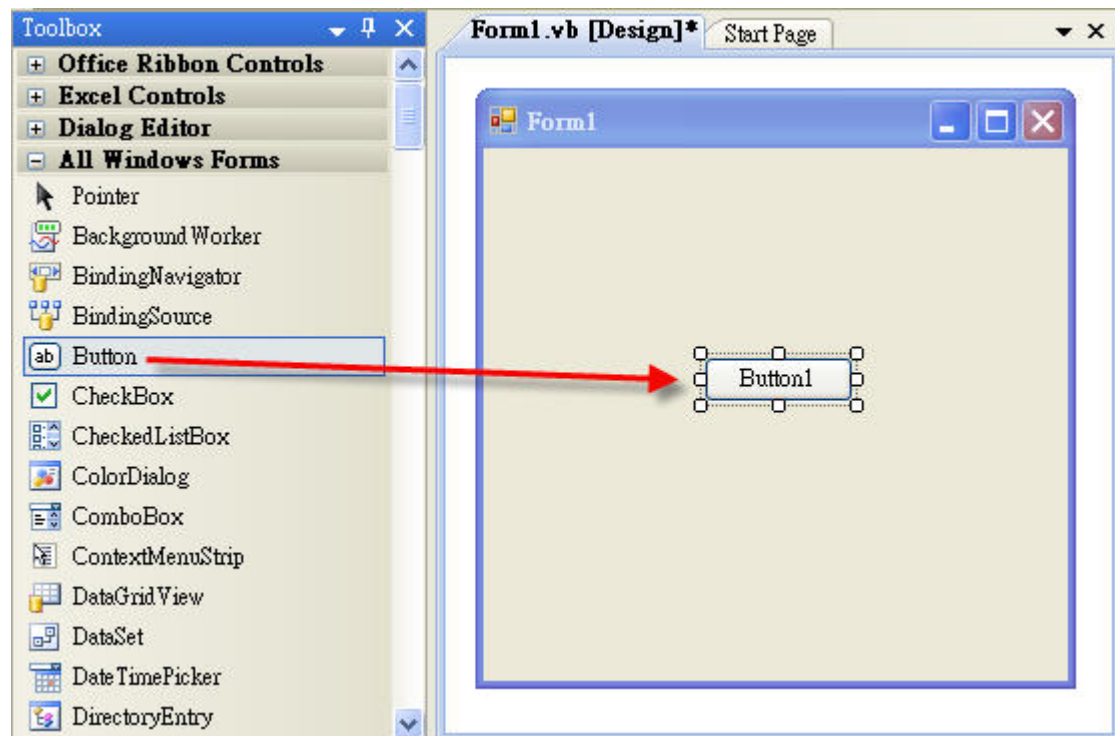 Toolbox
Office Ribbon Controls
Excel Controls
Dialog Editor
All Windows Forms
Pointer
BackgroundWorker
BindingNavigator
BindingSource
ab Button
CheckBox
CheckedListBox
ColorDialog
ComboBox
ContextMenuStrip
DataGridView
DataSet
DateTimePicker
DirectoryEntry
Form1.vb [Design]* Start Page
Form1
Button1